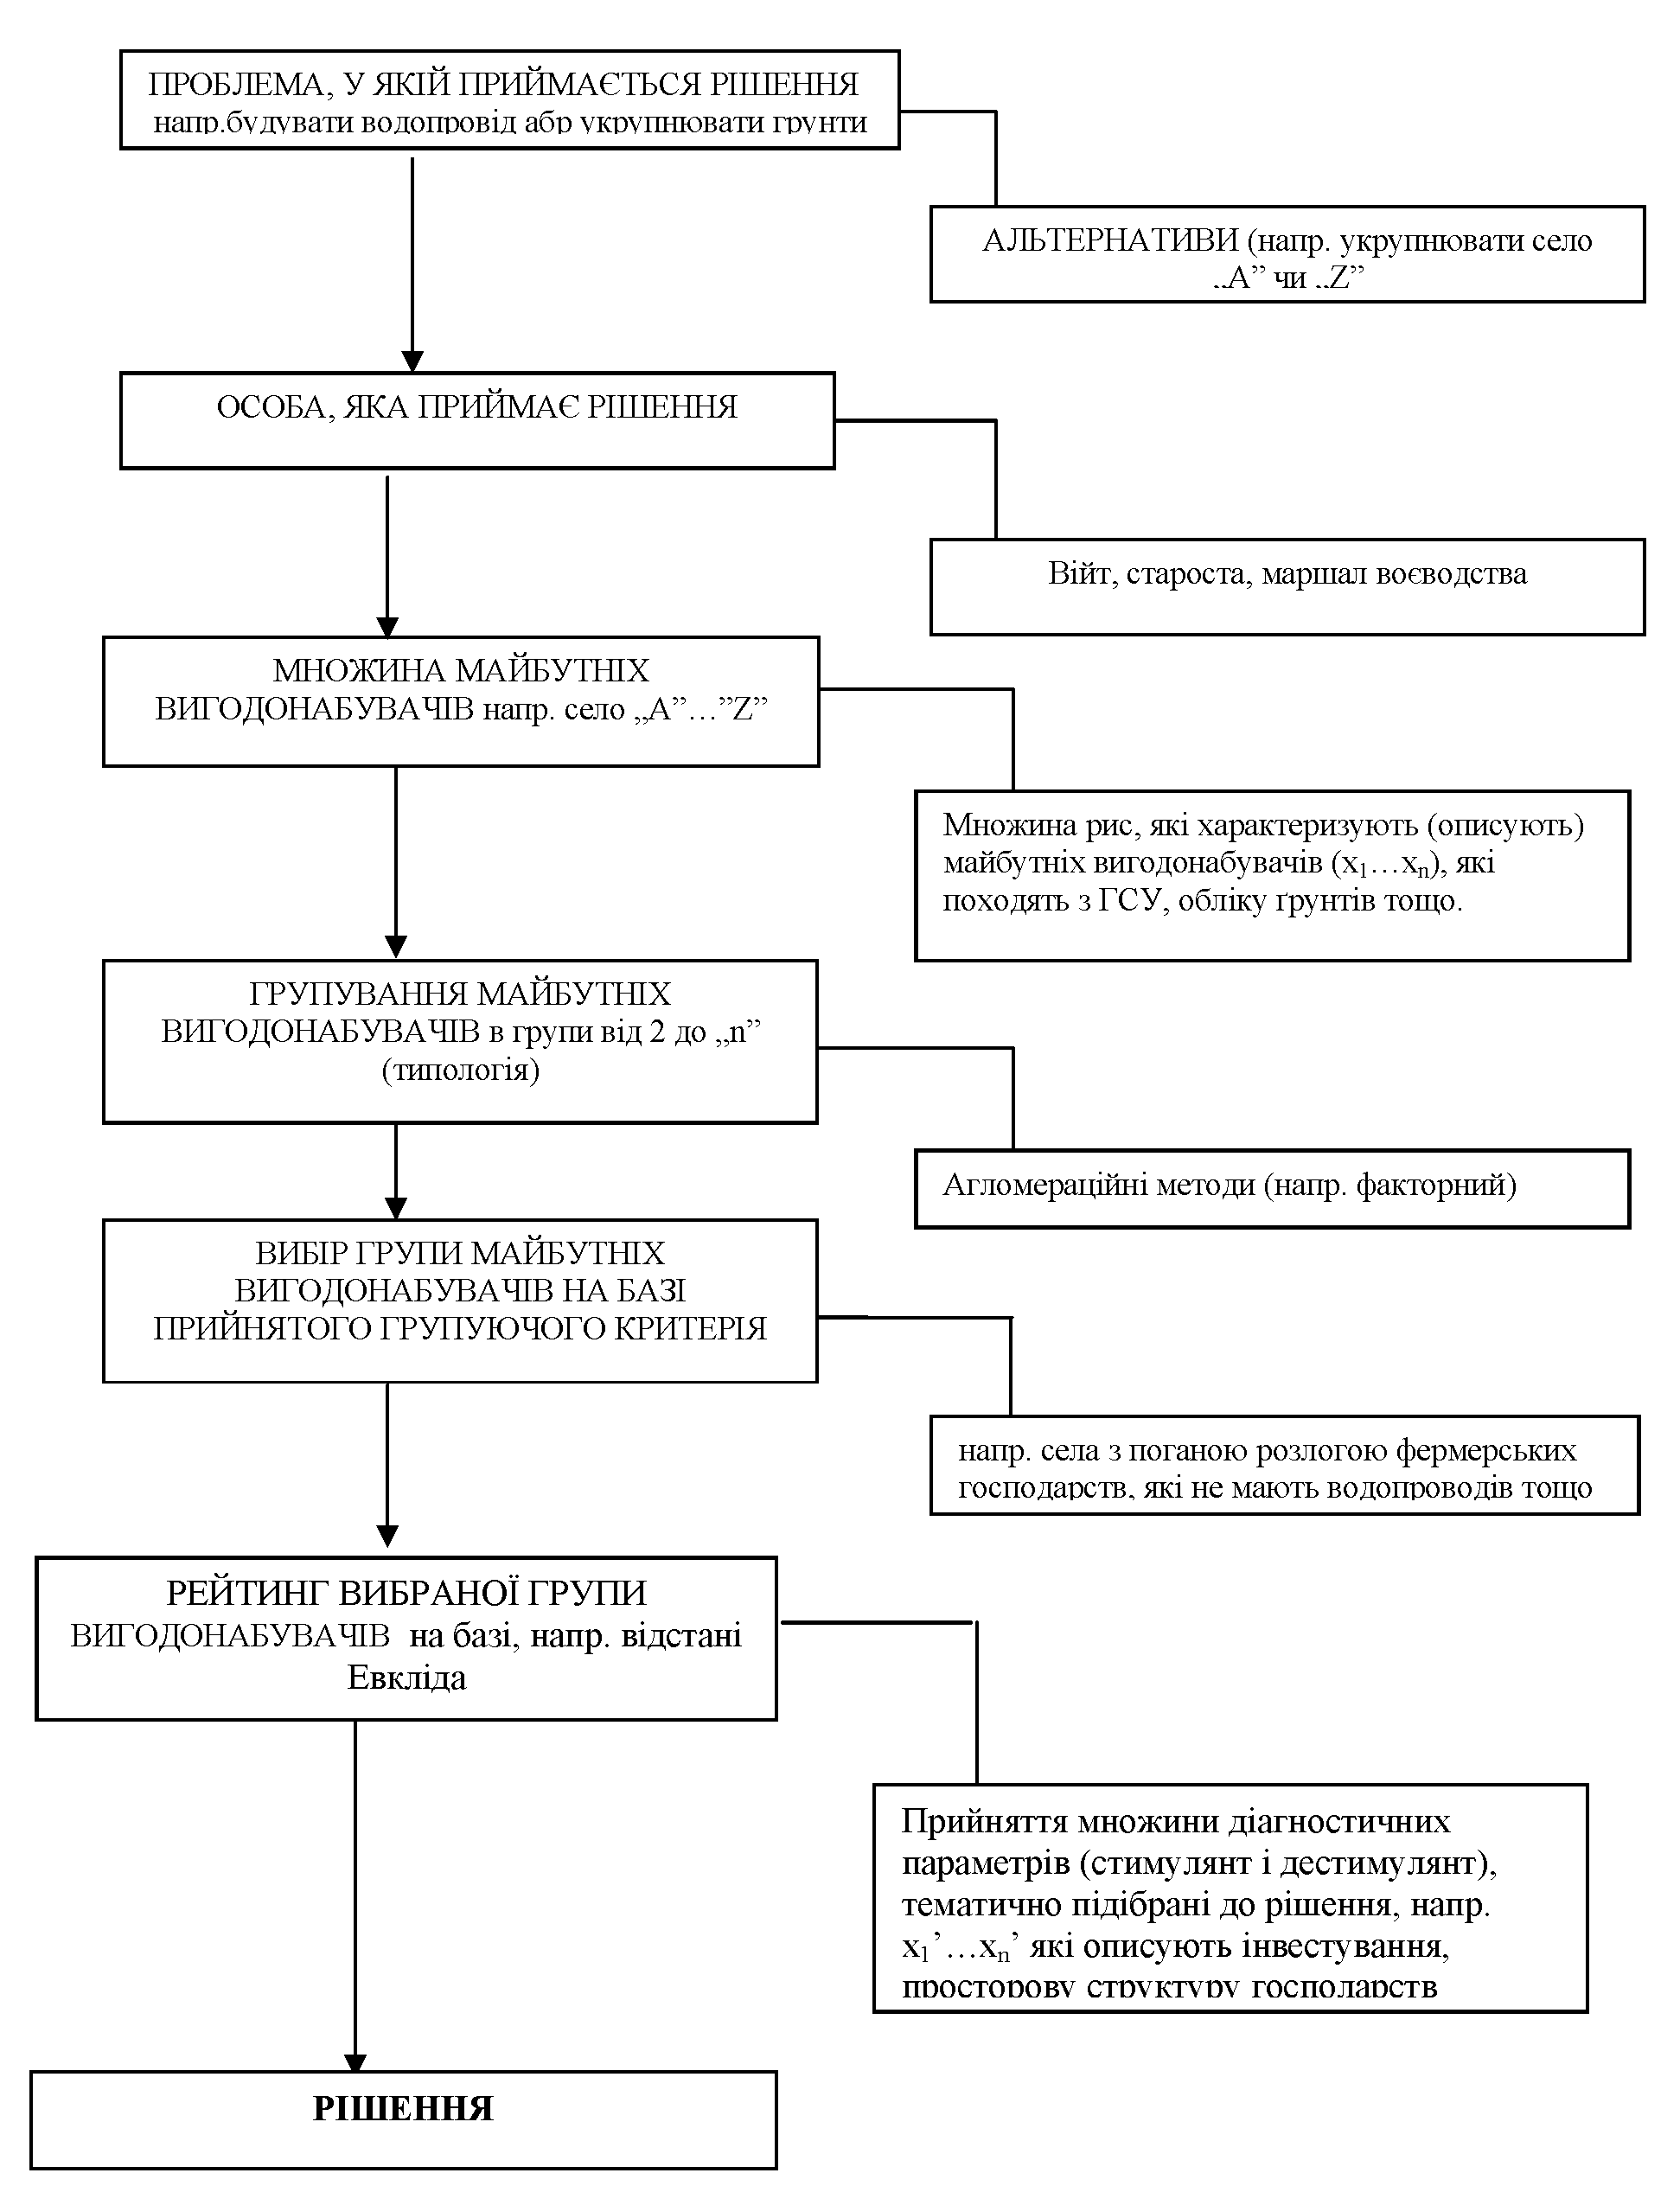 ПРОБЛЕМА, У ЯКІЙ ПРИЙМАЄТЬСЯ РІШЕННЯ
напр.будувати водопровід абр укрупнювати грунти
АЛЬТЕРНАТИВИ (напр. укрупнювати село
„А” чи „Z”
ОСОБА, ЯКА ПРИЙМАЄ РІШЕННЯ
Війт, староста, маршал воєводства
МНОЖИНА МАЙБУТНІХ
ВИГОДОНАБУВАЧІВ напр. село „А”…”Z”
Множина рис, які характеризують (описують)
майбутніх вигодонабувачів (x₁…xₙ), які
походять з ГСУ, обліку ґрунтів тощо.
ГРУПУВАННЯ МАЙБУТНІХ
ВИГОДОНАБУВАЧІВ в групи від 2 до „n”
(типологія)
Агломераційні методи (напр. факторний)
ВИБІР ГРУПИ МАЙБУТНІХ
ВИГОДОНАБУВАЧІВ НА БАЗІ
ПРИЙНЯТОГО ГРУПУЮЧОГО КРИТЕРІЯ
напр. села з поганою розлогою фермерських
господарств, які не мають водопроводів тощо
РЕЙТИНГ ВИБРАНОЇ ГРУПИ
ВИГОДОНАБУВАЧІВ на базі, напр. відстані
Евкліда
Прийняття множини діагностичних
параметрів (стимулянт і дестимулянт),
тематично підібрані до рішення, напр.
x₁’…xₙ’ які описують інвестування,
просторову структуру господарств
РІШЕННЯ